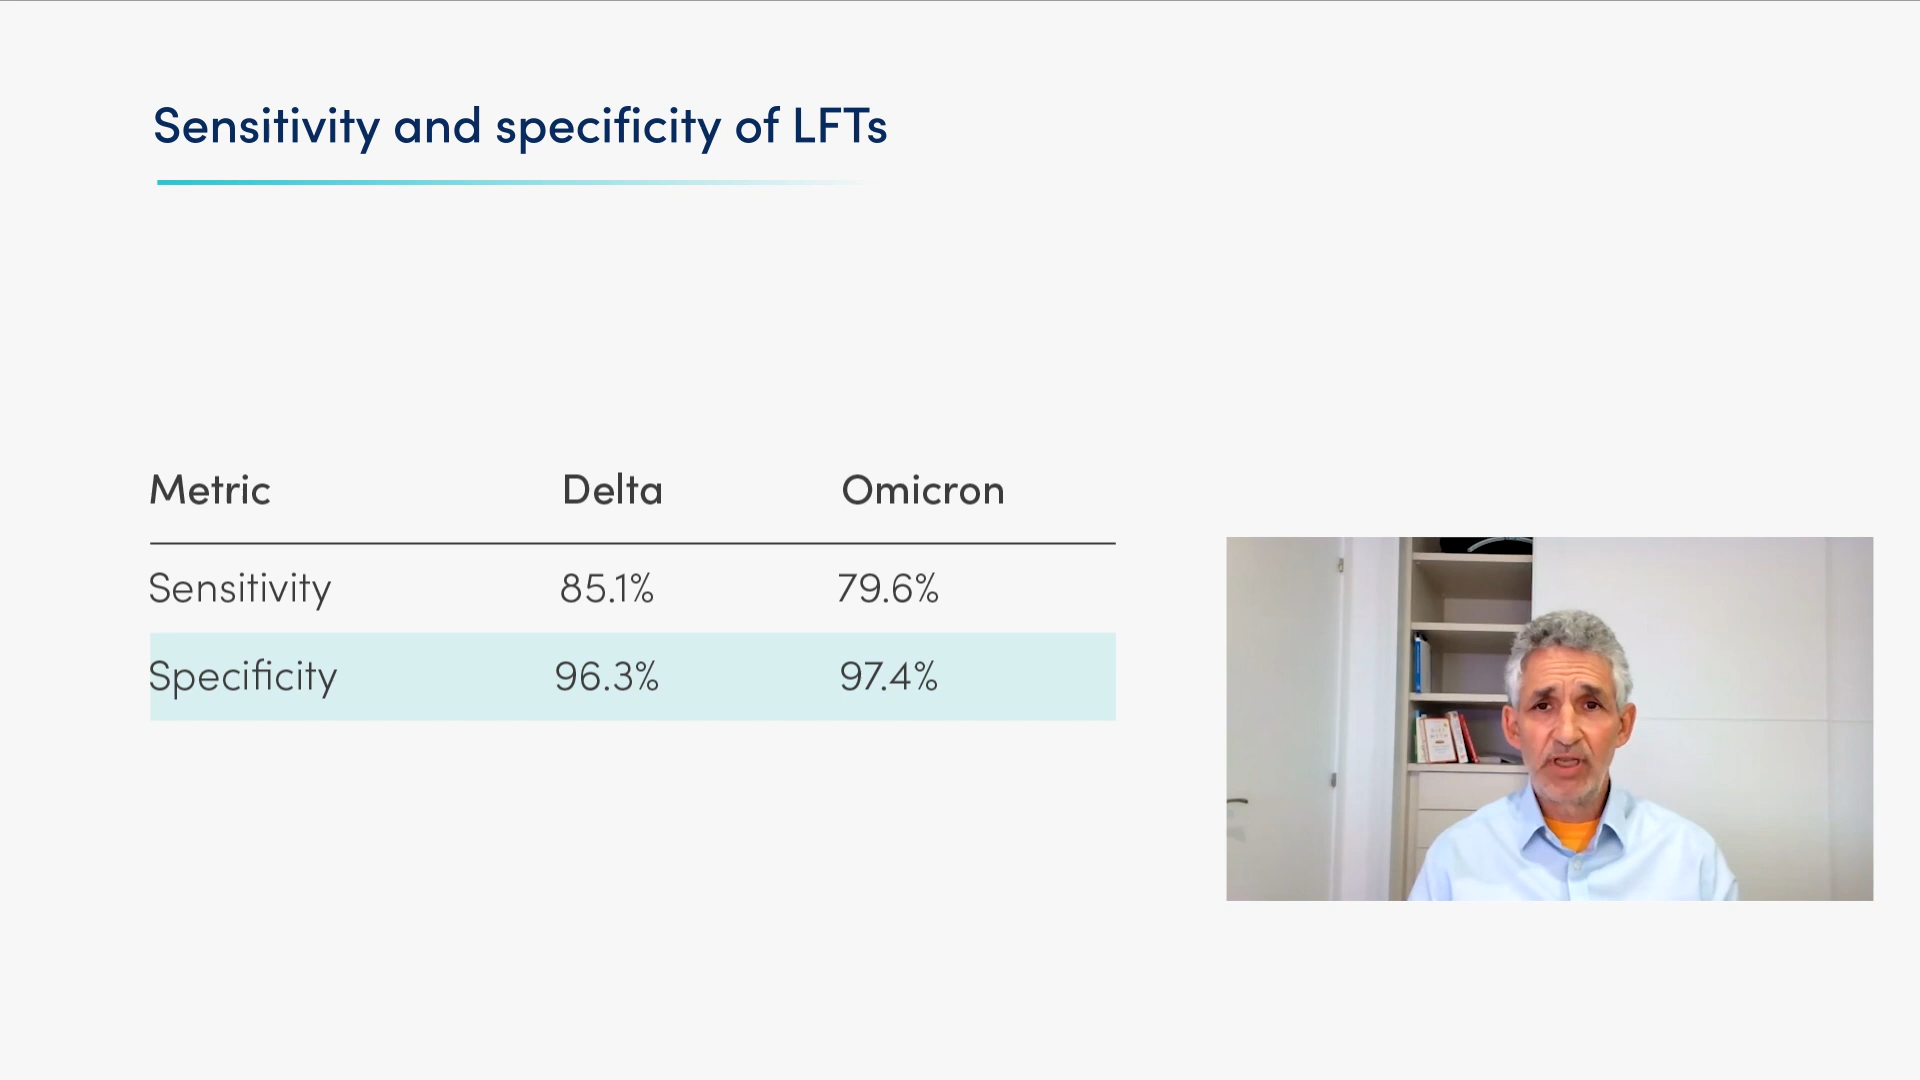 Sensitivity and specificity of LFTs
Metric Delta Omicron
Sensitivity 85.1% 79.6%
Specificity 96.3% 97.4%